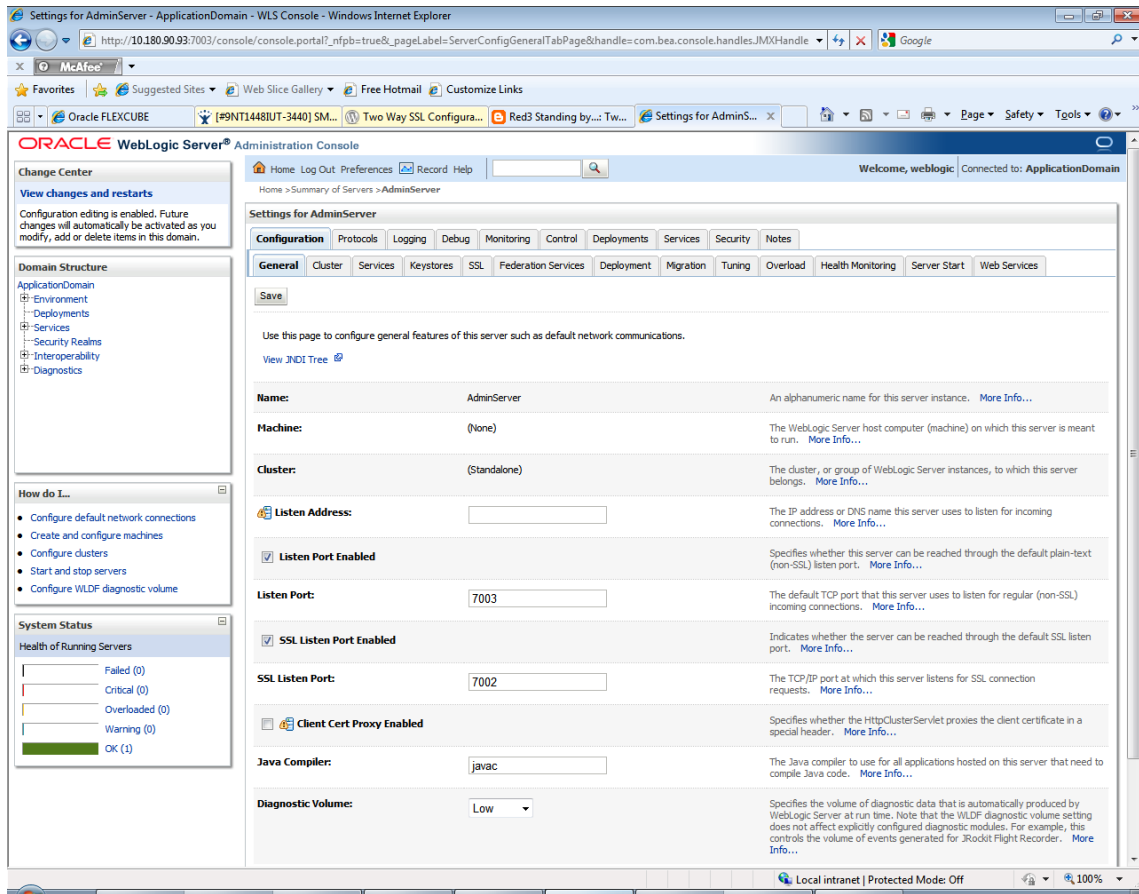 Settings for AdminServer - ApplicationDomain - WLS Console - Windows Internet Explorer
http://10.180.90.93:7003/console/console.portal?_nfpb=true&_pageLabel=ServerConfigGeneralTabPage&handle=com.bea.console.handles.JMXHandle
Google
x McAfee
Favorites Suggested Sites Web Slice Gallery Free Hotmail Customize Links
Oracle FLEXCUBE [#9NT1448IUT-3440] SM... Two Way SSL Configura... Red3 Standing by...: Tw... Settings for AdminS... X Page Safety Tools
ORACLE WebLogic Server® Administration Console
Change Center
View changes and restarts
Configuration editing is enabled. Future
changes will automatically be activated as you
modify, add or delete items in this domain.
Domain Structure
ApplicationDomain
Environment
Deployments
Services
Security Realms
Interoperability
Diagnostics
How do I...
Configure default network connections
Create and configure machines
Configure clusters
Start and stop servers
Configure WLDF diagnostic volume
System Status
Health of Running Servers
Failed (0)
Critical (0)
Overloaded (0)
Warning (0)
OK (1)
Home Log Out Preferences Record Help
Welcome, weblogic Connected to: ApplicationDomain
Home >Summary of Servers >AdminServer
Settings for AdminServer
Configuration Protocols Logging Debug Monitoring Control Deployments Services Security Notes
General Cluster Services Keystores SSL Federation Services Deployment Migration Tuning Overload Health Monitoring Server Start Web Services
Save
Use this page to configure general features of this server such as default network communications.
View JNDI Tree
Name: AdminServer An alphanumeric name for this server instance. More Info...
Machine: (None) The WebLogic Server host computer (machine) on which this server is meant
to run. More Info...
Cluster: (Standalone) The cluster, or group of WebLogic Server instances, to which this server
belongs. More Info...
Listen Address: The IP address or DNS name this server uses to listen for incoming
connections. More Info...
Listen Port Enabled Specifies whether this server can be reached through the default plain-text
(non-SSL) listen port. More Info...
Listen Port: 7003 The default TCP port that this server uses to listen for regular (non-SSL)
incoming connections. More Info...
SSL Listen Port Enabled Indicates whether the server can be reached through the default SSL listen
port. More Info...
SSL Listen Port: 7002 The TCP/IP port at which this server listens for SSL connection
requests. More Info...
Client Cert Proxy Enabled Specifies whether the HttpClusterServlet proxies the client certificate in a
special header. More Info...
Java Compiler: javac The Java compiler to use for all applications hosted on this server that need to
compile Java code. More Info...
Diagnostic Volume: Low Specifies the volume of diagnostic data that is automatically produced by
WebLogic Server at run time. Note that the WLDF diagnostic volume setting
does not affect explicitly configured diagnostic modules. For example, this
controls the volume of events generated for JRockit Flight Recorder. More
Info...
Local intranet | Protected Mode: Off 100%